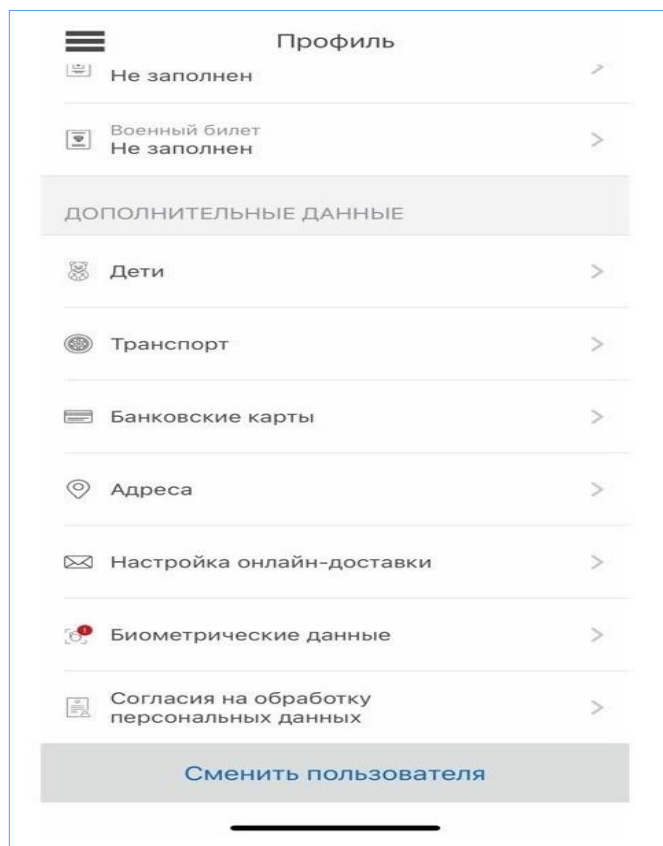 Профиль
Не заполнен
Военный билет
Не заполнен
ДОПОЛНИТЕЛЬНЫЕ ДАННЫЕ
Дети
Транспорт
Банковские карты
Адреса
Настройка онлайн-доставки
Биометрические данные
Согласия на обработку
персональных данных
Сменить пользователя